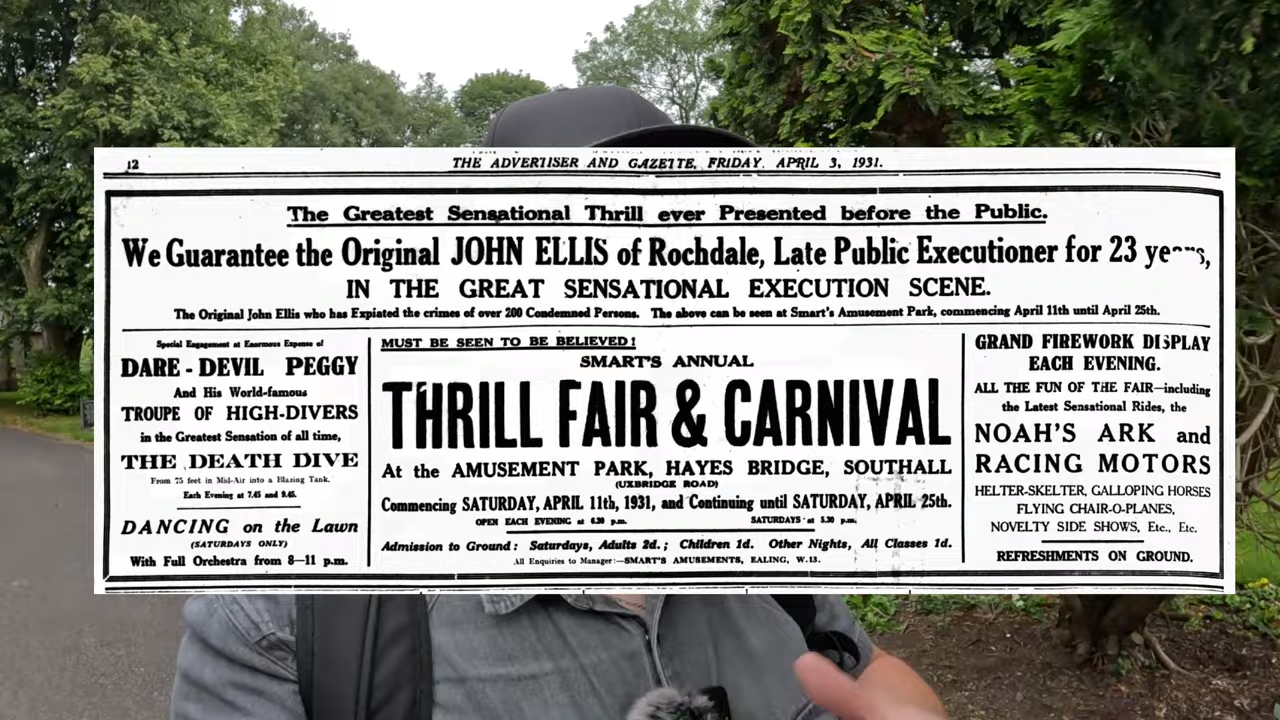 12
THE ADVERTISER AND GAZETTE, FRIDAY. APRIL 3, 1931.
The Greatest Sensational Thrill ever Presented before the Public.
We Guarantee the Original JOHN ELLIS of Rochdale, Late Public Executioner for 23 years,
IN THE GREAT SENSATIONAL EXECUTION SCENE.
The Original John Ellis who has Expiated the crimes of over 200 Condemned Persons. The above can be seen at Smart's Amusement Park, commencing April 11th until April 25th.
Special Engagement at Enormous Expense of
DARE-DEVIL PEGGY
And His World-famous
TROUPE OF HIGH-DIVERS
in the Greatest Sensation of all time,
THE DEATH DIVE
From 75 feet in Mid-Air into a Blazing Tank.
Each Evening at 7.45 and 9.45.
DANCING on the Lawn
(SATURDAYS ONLY)
With Full Orchestra from 8—11 p.m.
MUST BE SEEN TO BE BELIEVED!
SMART'S ANNUAL
THRILL FAIR & CARNIVAL
At the AMUSEMENT PARK, HAYES BRIDGE, SOUTHALL
(UXBRIDGE ROAD)
Commencing SATURDAY, APRIL 11th, 1931, and Continuing until SATURDAY, APRIL 25th.
OPEN EACH EVENING at 6.30 p.m. SATURDAYS at 5.30 p.m.
Admission to Ground: Saturdays, Adults 2d.; Children 1d. Other Nights, All Classes 1d.
All Enquiries to Manager:—SMART'S AMUSEMENTS, EALING, W.13.
GRAND FIREWORK DISPLAY
EACH EVENING.
ALL THE FUN OF THE FAIR—including
the Latest Sensational Rides, the
NOAH'S ARK and
RACING MOTORS
HELTER-SKELTER, GALLOPING HORSES
FLYING CHAIR-O-PLANES,
NOVELTY SIDE SHOWS, Etc., Etc.
REFRESHMENTS ON GROUND.